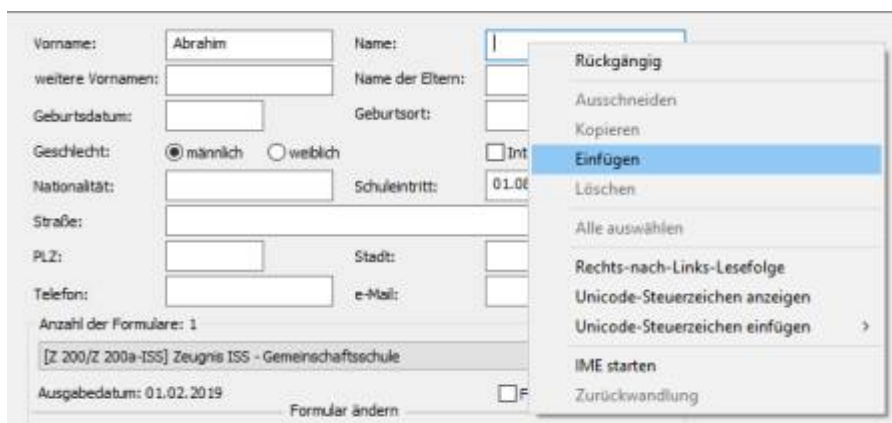 Vorname: Abrahim Name:
weitere Vornamen: Name der Eltern:
Geburtsdatum: Geburtsort:
Geschlecht: männlich weiblich Int
Nationalität: Schuleintritt: 01.08
Straße:
PLZ: Stadt:
Telefon: e-Mail:
Anzahl der Formulare: 1
[Z 200/Z 200a-ISS] Zeugnis ISS - Gemeinschaftsschule
Ausgabedatum: 01.02.2019 F
Formular ändern
Rückgängig
Ausschneiden
Kopieren
Einfügen
Löschen
Alle auswählen
Rechts-nach-Links-Lesefolge
Unicode-Steuerzeichen anzeigen
Unicode-Steuerzeichen einfügen >
IME starten
Zurückwandlung